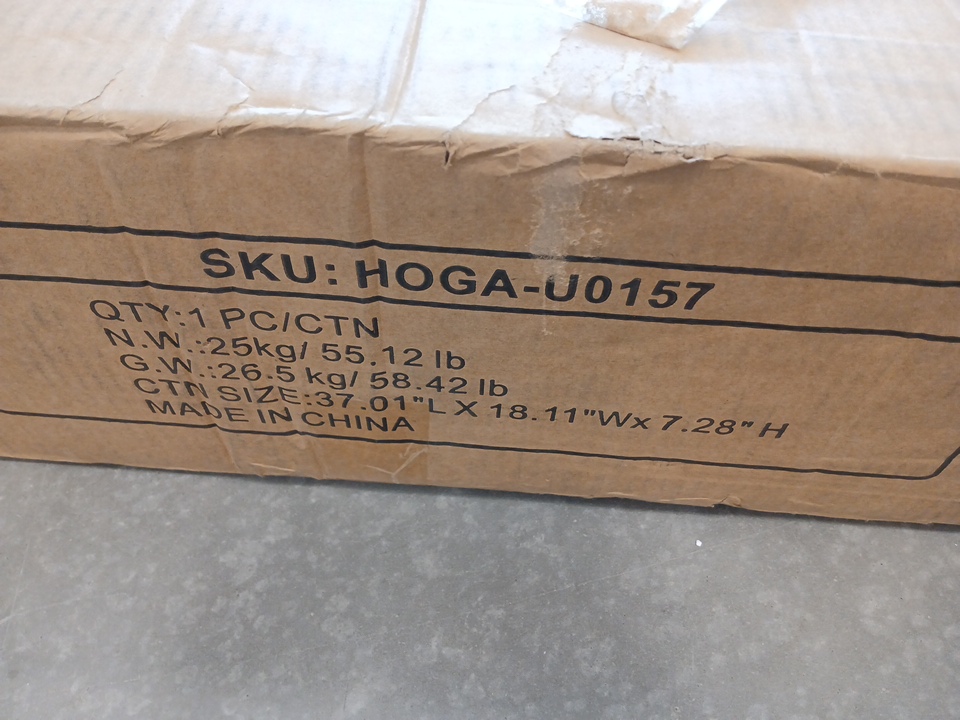 SKU: HOGA-U0157
QTY:1 PC/CTN
N.W.:25kg/ 55.12 lb
G.W.:26.5 kg/ 58.42 lb
CTN SIZE:37.01"L X 18.11"Wx 7.28" H
MADE IN CHINA